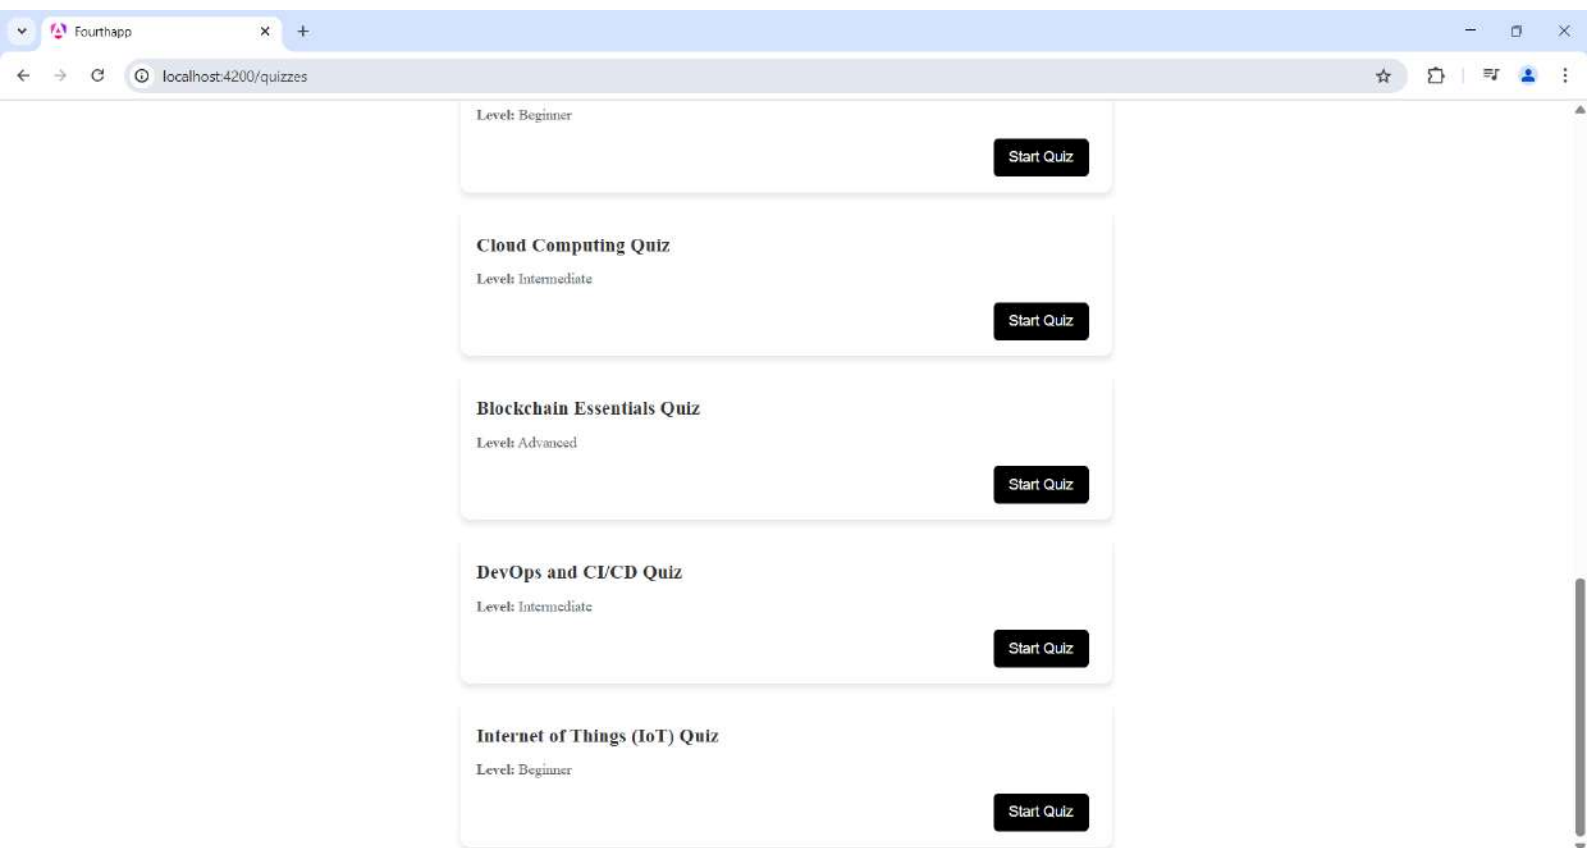 Fourthapp
localhost:4200/quizzes
Level: Beginner
Start Quiz
Cloud Computing Quiz
Level: Intermediate
Start Quiz
Blockchain Essentials Quiz
Level: Advanced
Start Quiz
DevOps and CI/CD Quiz
Level: Intermediate
Start Quiz
Internet of Things (IoT) Quiz
Level: Beginner
Start Quiz